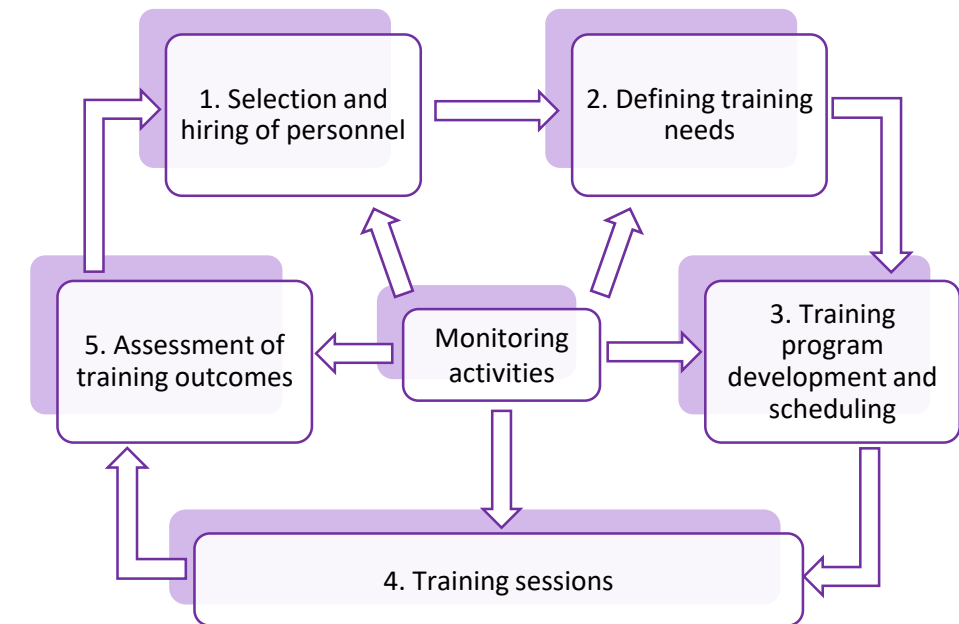 1. Selection and
hiring of personnel
2. Defining training
needs
3. Training
program
development and
scheduling
Monitoring
activities
5. Assessment of
training outcomes
4. Training sessions